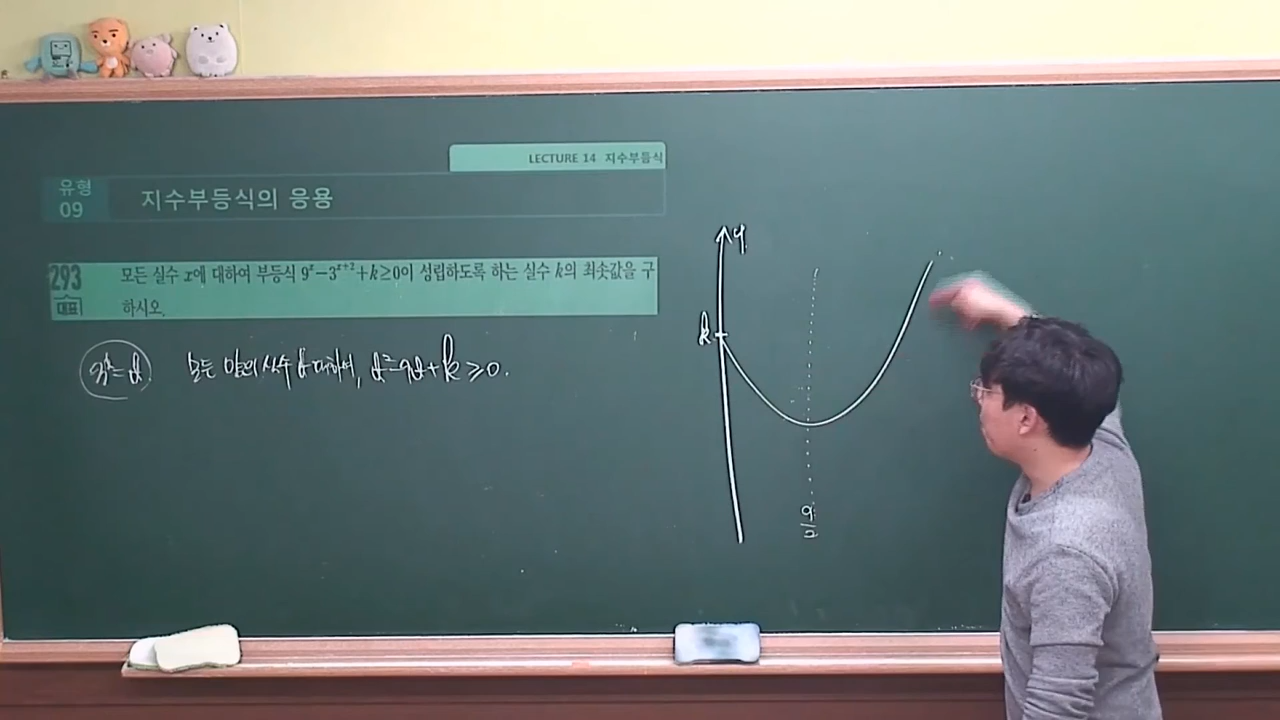 LECTURE 14 지수부등식
유형
09
지수부등식의 응용
293
대표
모든 실수 x에 대하여 부등식 9ˣ−3ˣ⁺²+k≥0이 성립하도록 하는 실수 k의 최솟값을 구
하시오.
3ˣ=t. 모든 양의 실수 t에 대하여, t²−9t+k≥0.
y
k
9/2